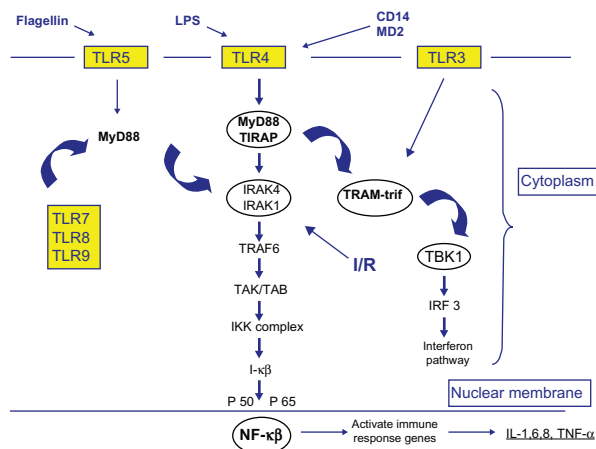 Flagellin
LPS
CD14
MD2
TLR5
TLR4
TLR3
MyD88
MyD88
TIRAP
TRAM-trif
Cytoplasm
IRAK4
IRAK1
TLR7
TLR8
TLR9
TRAF6
I/R
TBK1
TAK/TAB
IRF 3
IKK complex
Interferon
pathway
I-κβ
P 50 P 65
Nuclear membrane
NF-κβ
Activate immune
response genes
IL-1,6,8, TNF-α